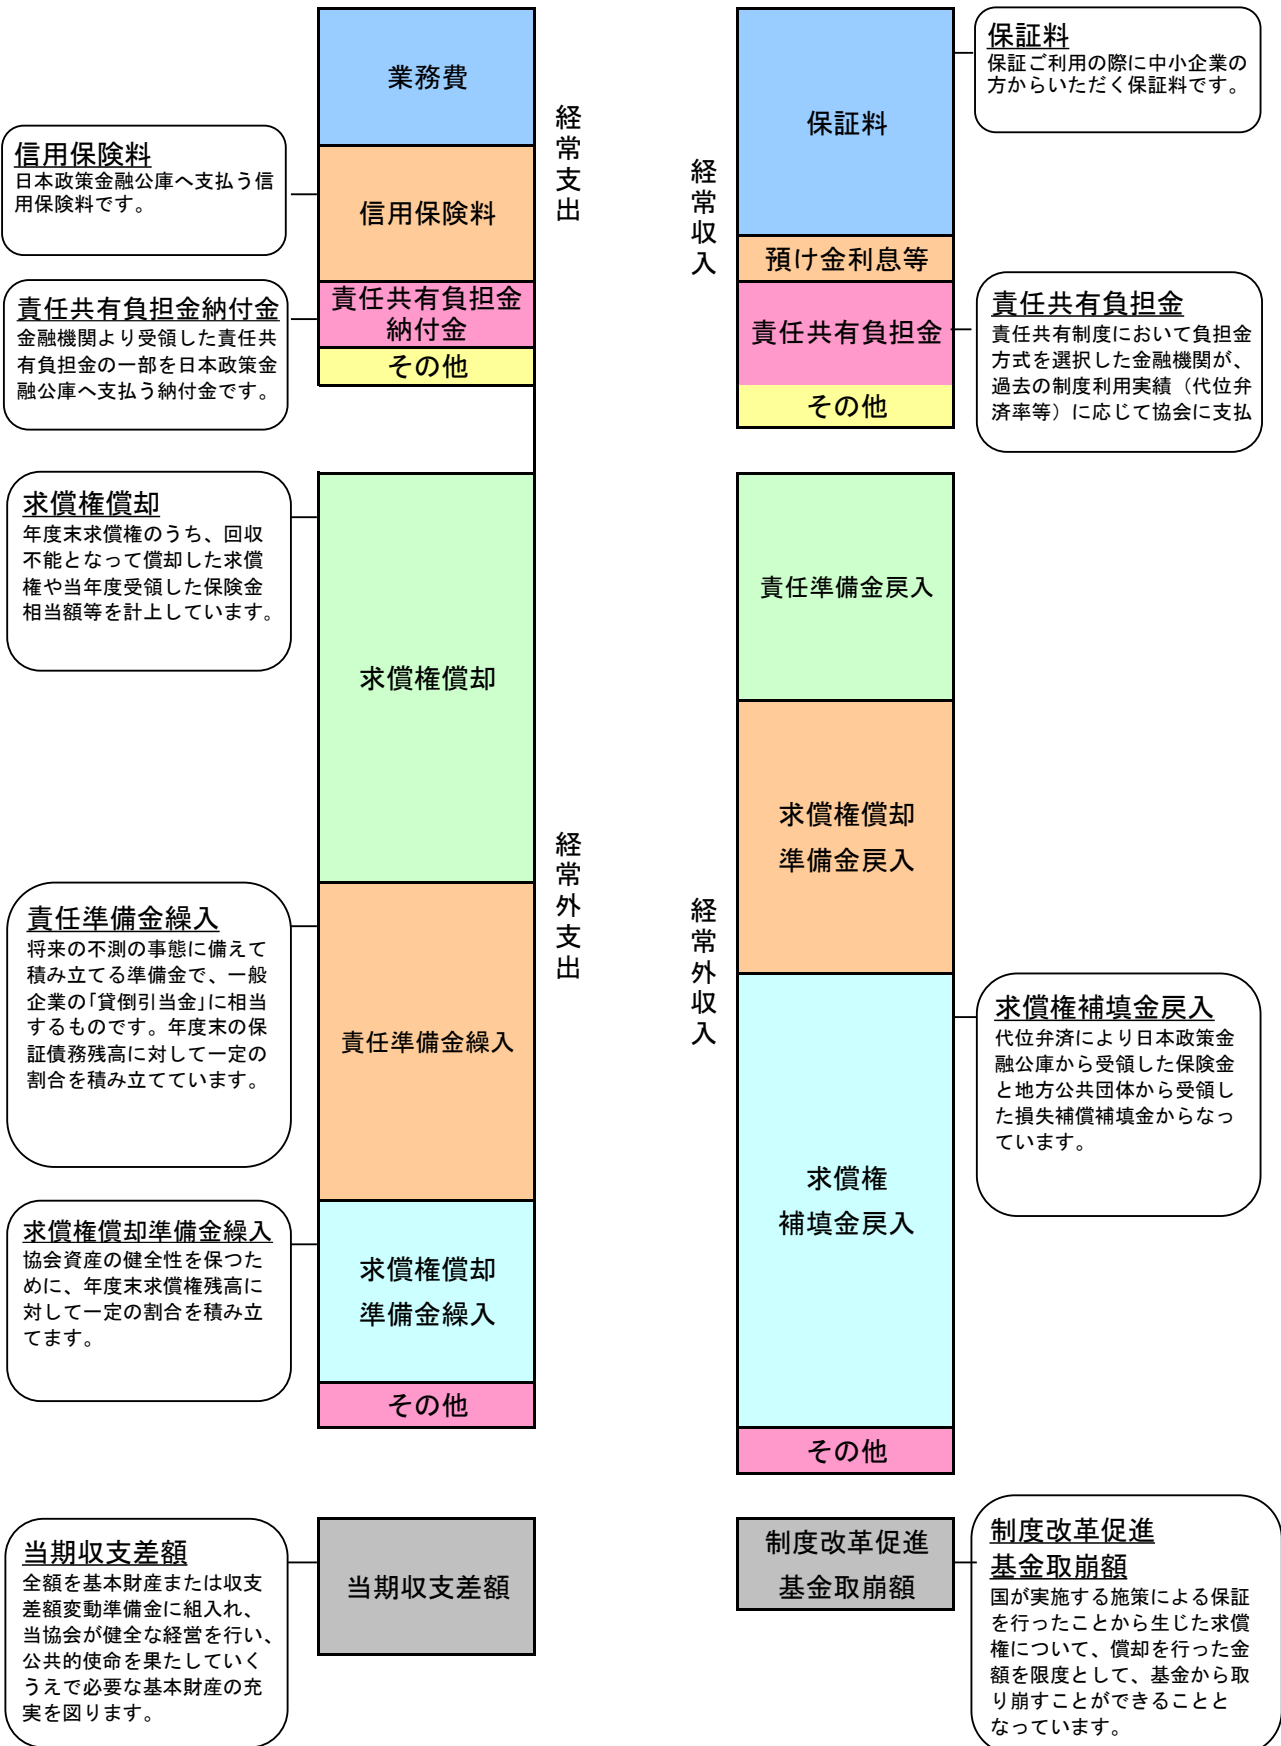 業務費
信用保険料
責任共有負担金
納付金
その他
経常支出
信用保険料
日本政策金融公庫へ支払う信
用保険料です。
責任共有負担金納付金
金融機関より受領した責任共
有負担金の一部を日本政策金
融公庫へ支払う納付金です。
保証料
預け金利息等
責任共有負担金
その他
経常収入
保証料
保証ご利用の際に中小企業の
方からいただく保証料です。
責任共有負担金
責任共有制度において負担金
方式を選択した金融機関が、
過去の制度利用実績（代位弁
済率等）に応じて協会に支払
求償権償却
年度末求償権のうち、回収
不能となって償却した求償
権や当年度受領した保険金
相当額等を計上しています。
求償権償却
責任準備金繰入
将来の不測の事態に備えて
積み立てる準備金で、一般
企業の｢貸倒引当金｣に相当
するものです。年度末の保
証債務残高に対して一定の
割合を積み立てています。
責任準備金繰入
求償権償却準備金繰入
協会資産の健全性を保つた
めに、年度末求償権残高に
対して一定の割合を積み立
てます。
求償権償却
準備金繰入
その他
経常外支出
責任準備金戻入
求償権償却
準備金戻入
求償権
補填金戻入
その他
経常外収入
求償権補填金戻入
代位弁済により日本政策金
融公庫から受領した保険金
と地方公共団体から受領し
た損失補償補填金からなっ
ています。
当期収支差額
全額を基本財産または収支
差額変動準備金に組入れ、
当協会が健全な経営を行い、
公共的使命を果たしていく
うえで必要な基本財産の充
実を図ります。
当期収支差額
制度改革促進
基金取崩額
制度改革促進
基金取崩額
国が実施する施策による保証
を行ったことから生じた求償
権について、償却を行った金
額を限度として、基金から取
り崩すことができることと
なっています。